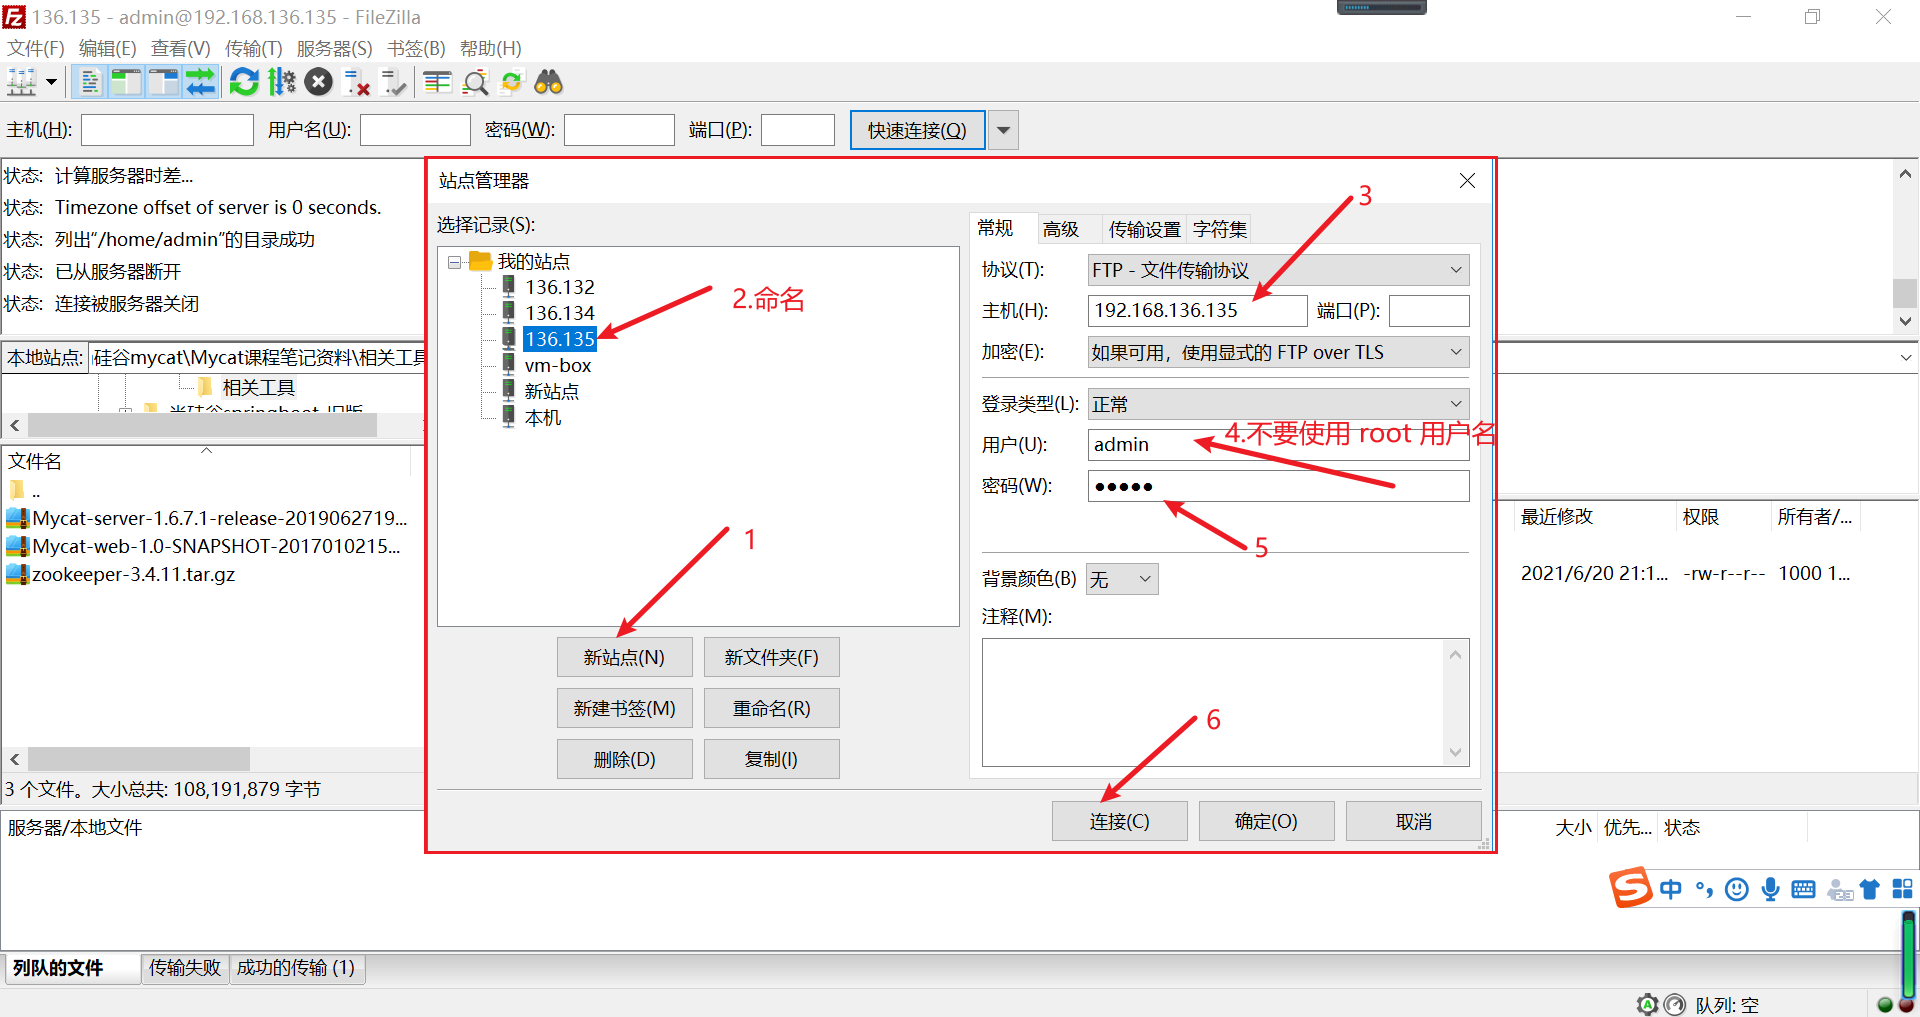 136.135 - admin@192.168.136.135 - FileZilla
文件(F) 编辑(E) 查看(V) 传输(T) 服务器(S) 书签(B) 帮助(H)
主机(H): 用户名(U): 密码(W): 端口(P): 快速连接(Q)
状态: 计算服务器时差...
状态: Timezone offset of server is 0 seconds.
状态: 列出“/home/admin”的目录成功
状态: 已从服务器断开
状态: 连接被服务器关闭
本地站点: 硅谷mycat\Mycat课程笔记资料\相关工具
相关工具
文件名
..
Mycat-server-1.6.7.1-release-2019062719...
Mycat-web-1.0-SNAPSHOT-2017010215...
zookeeper-3.4.11.tar.gz
3 个文件。大小总共: 108,191,879 字节
服务器/本地文件
站点管理器
选择记录(S):
我的站点
136.132
136.134
136.135
vm-box
新站点
本机
2.命名
1
新站点(N) 新文件夹(F)
新建书签(M) 重命名(R)
删除(D) 复制(I)
常规 高级 传输设置 字符集
3
协议(T): FTP - 文件传输协议
主机(H): 192.168.136.135 端口(P):
加密(E): 如果可用，使用显式的 FTP over TLS
登录类型(L): 正常
4.不要使用 root 用户名
用户(U): admin
密码(W): ●●●●●
5
背景颜色(B) 无
注释(M):
6
连接(C) 确定(O) 取消
最近修改 权限 所有者/...
2021/6/20 21:1... -rw-r--r-- 1000 1...
大小 优先... 状态
中
列队的文件 传输失败 成功的传输 (1)
队列: 空